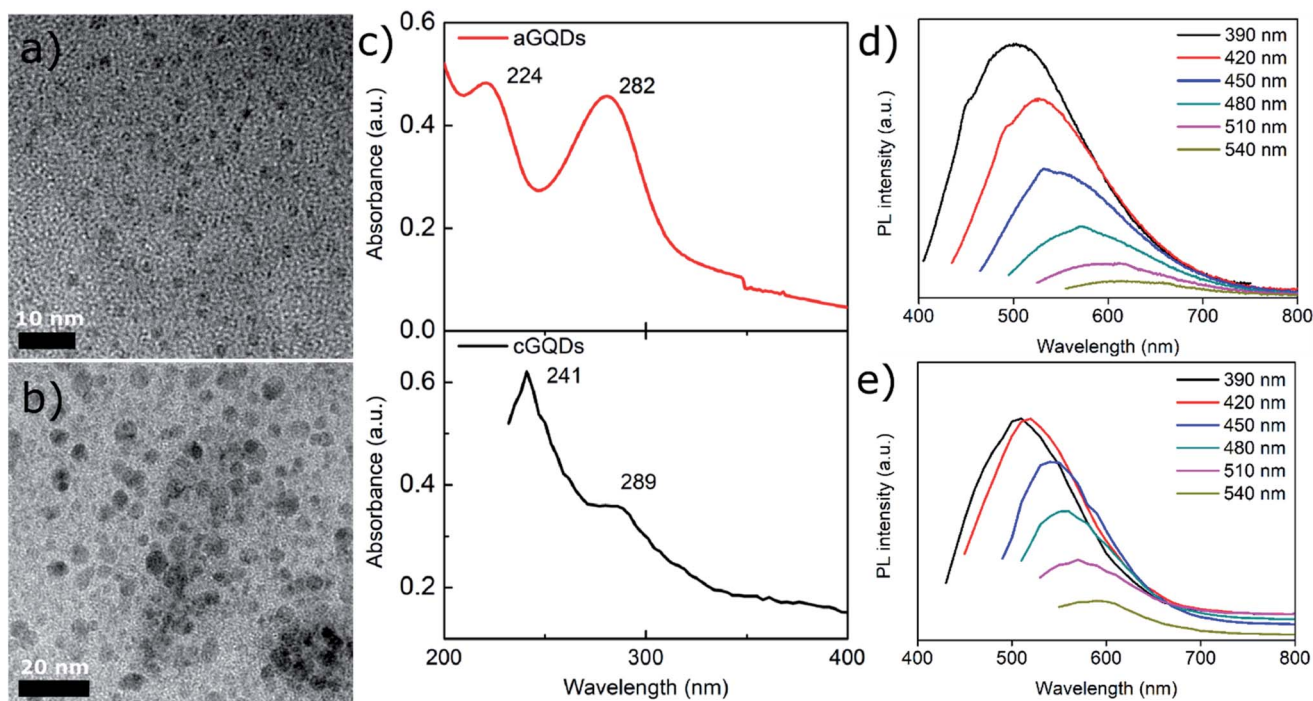 a)
10 nm
b)
20 nm
c)
0.6
0.4
0.2
0.0
Absorbance (a.u.)
aGQDs
224
282
0.6
0.4
0.2
Absorbance (a.u.)
cGQDs
241
289
200
300
400
Wavelength (nm)
d)
PL intensity (a.u.)
390 nm
420 nm
450 nm
480 nm
510 nm
540 nm
400
500
600
700
800
Wavelength (nm)
e)
PL intensity (a.u.)
390 nm
420 nm
450 nm
480 nm
510 nm
540 nm
400
500
600
700
800
Wavelength (nm)